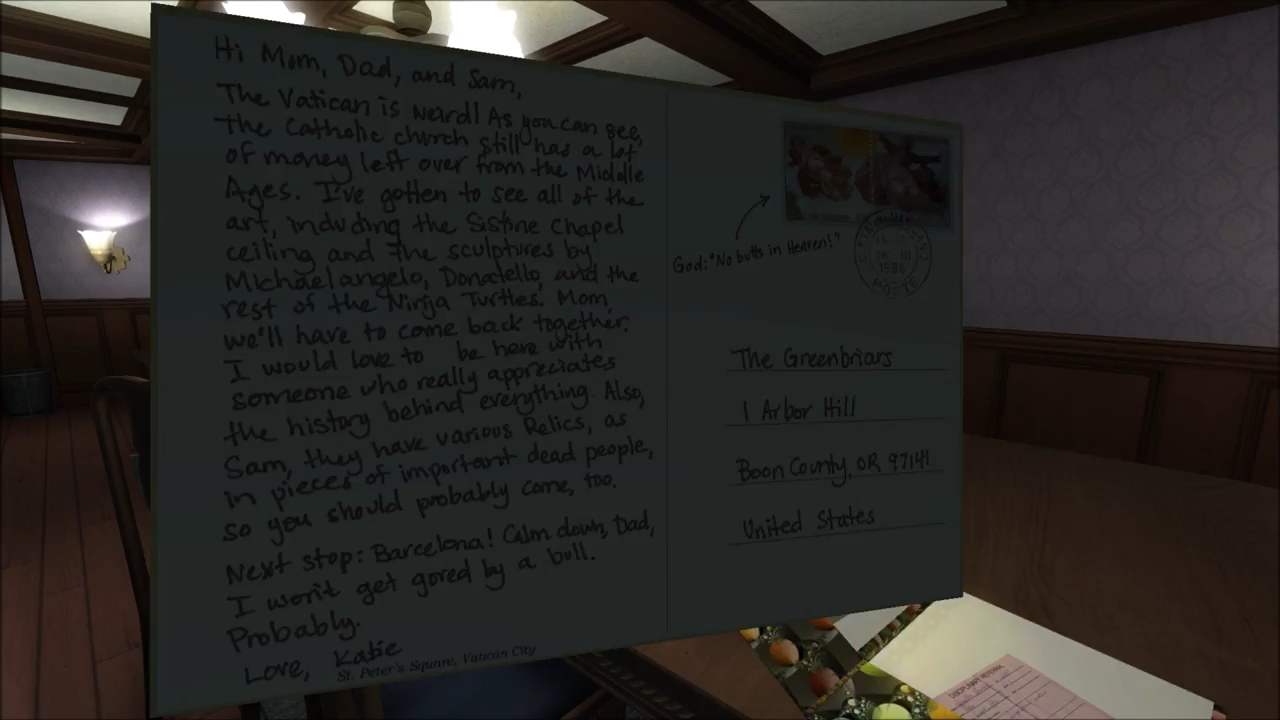 Hi Mom, Dad, and Sam,
The Vatican is weird! As you can see,
the Catholic church still has a lot
of money left over from the Middle
Ages. I've gotten to see all of the
art, including the Sistine Chapel
ceiling and the sculptures by
Michaelangelo, Donatello, and the
rest of the Ninja Turtles. Mom,
we'll have to come back together.
I would love to be here with
someone who really appreciates
the history behind everything. Also,
Sam, they have various Relics, as
in pieces of important dead people,
so you should probably come, too.
Next stop: Barcelona! Calm down, Dad,
I won't get gored by a bull.
Probably.
Love, Katie
St. Peter's Square, Vatican City
God: "No butts in Heaven!"
POSTE
The Greenbriars
1 Arbor Hill
Boon County, OR 97141
United States
DISCIPLINARY REFERRAL